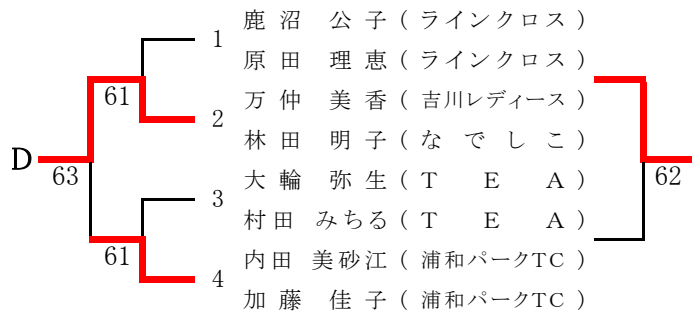 鹿沼 公子 ( ラインクロス )
1
原田 理恵 ( ラインクロス )
61
万仲 美香 ( 吉川レディース )
2
林田 明子 ( なでしこ )
D
63
62
大輪 弥生 ( TEA )
3
村田 みちる ( TEA )
61
内田 美砂江 ( 浦和パークTC )
4
加藤 佳子 ( 浦和パークTC )